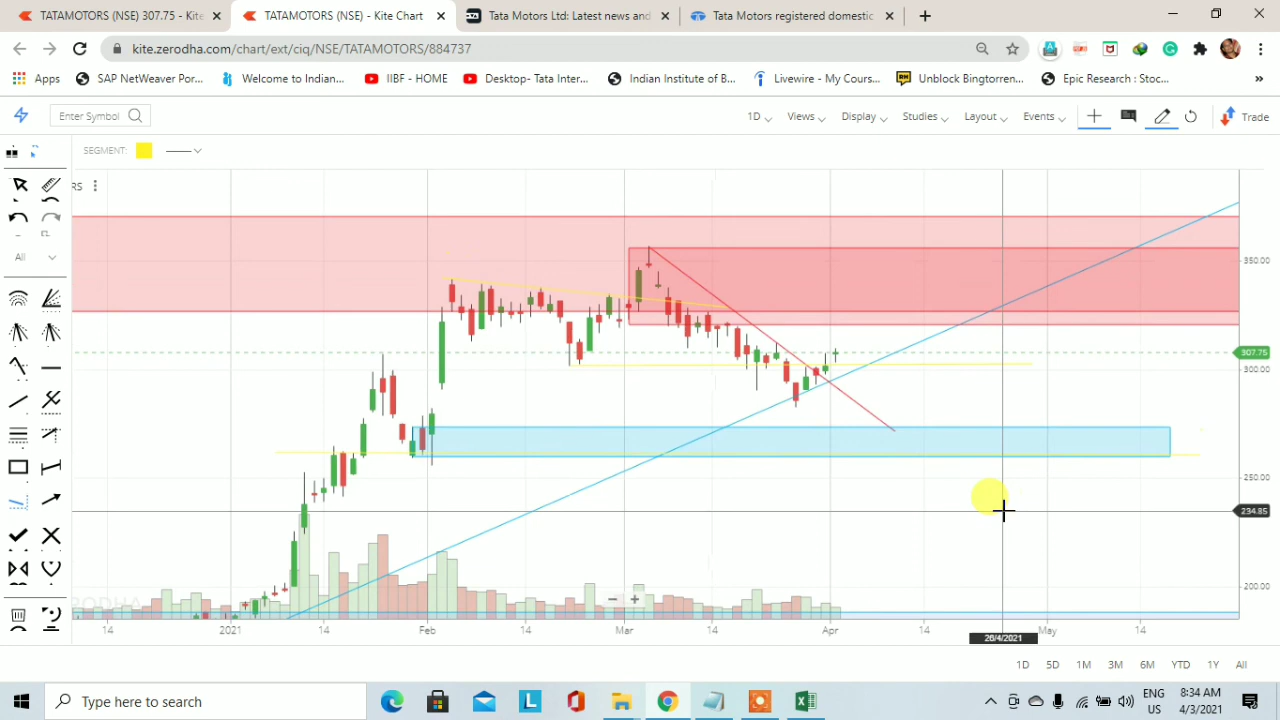 TATAMOTORS (NSE) 307.75 - Kite
TATAMOTORS (NSE) - Kite Chart
Tata Motors Ltd: Latest news and
Tata Motors registered domestic
kite.zerodha.com/chart/ext/ciq/NSE/TATAMOTORS/884737
Apps
SAP NetWeaver Por...
Welcome to Indian...
IIBF - HOME
Desktop- Tata Inter...
Indian Institute of B...
Livewire - My Cours...
Unblock Bingtorren...
Epic Research : Stoc...
»
Enter Symbol
1D
Views
Display
Studies
Layout
Events
Trade
SEGMENT:
RS
All
350.00
307.75
300.00
250.00
234.85
200.00
14
2021
14
Feb
14
Mar
14
Apr
14
26/4/2021
May
14
1D
5D
1M
3M
6M
YTD
1Y
All
Type here to search
ENG
US
8:34 AM
4/3/2021